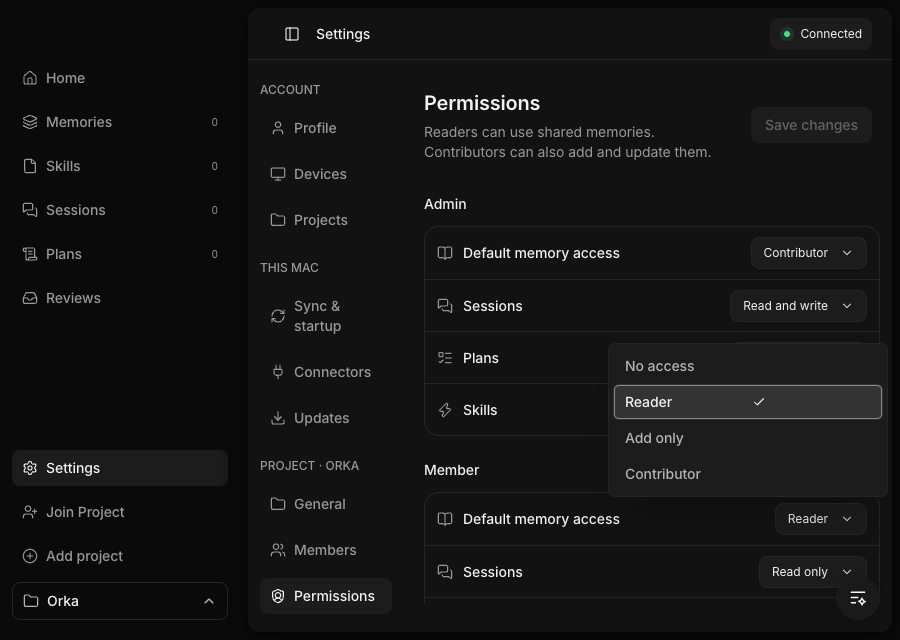 Settings
Connected
Home
Memories 0
Skills 0
Sessions 0
Plans 0
Reviews
Settings
Join Project
Add project
Orka
ACCOUNT
Profile
Devices
Projects
THIS MAC
Sync &
startup
Connectors
Updates
PROJECT · ORKA
General
Members
Permissions
Permissions
Readers can use shared memories.
Contributors can also add and update them.
Save changes
Admin
Default memory access Contributor
Sessions Read and write
Plans
Skills
No access
Reader
Add only
Contributor
Member
Default memory access Reader
Sessions Read only